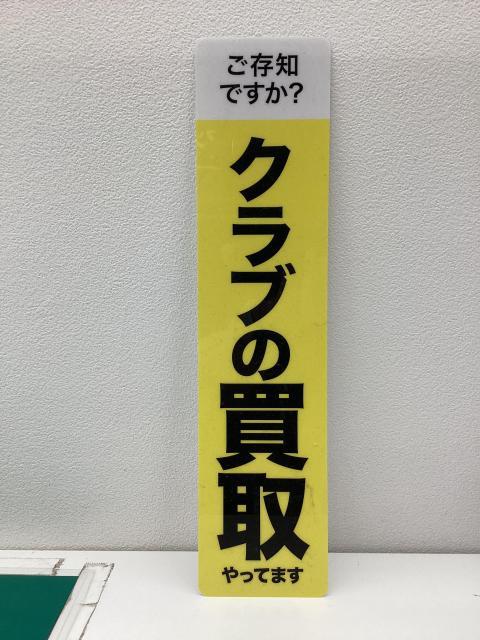 ご存知
ですか?
クラブの買取
やってます